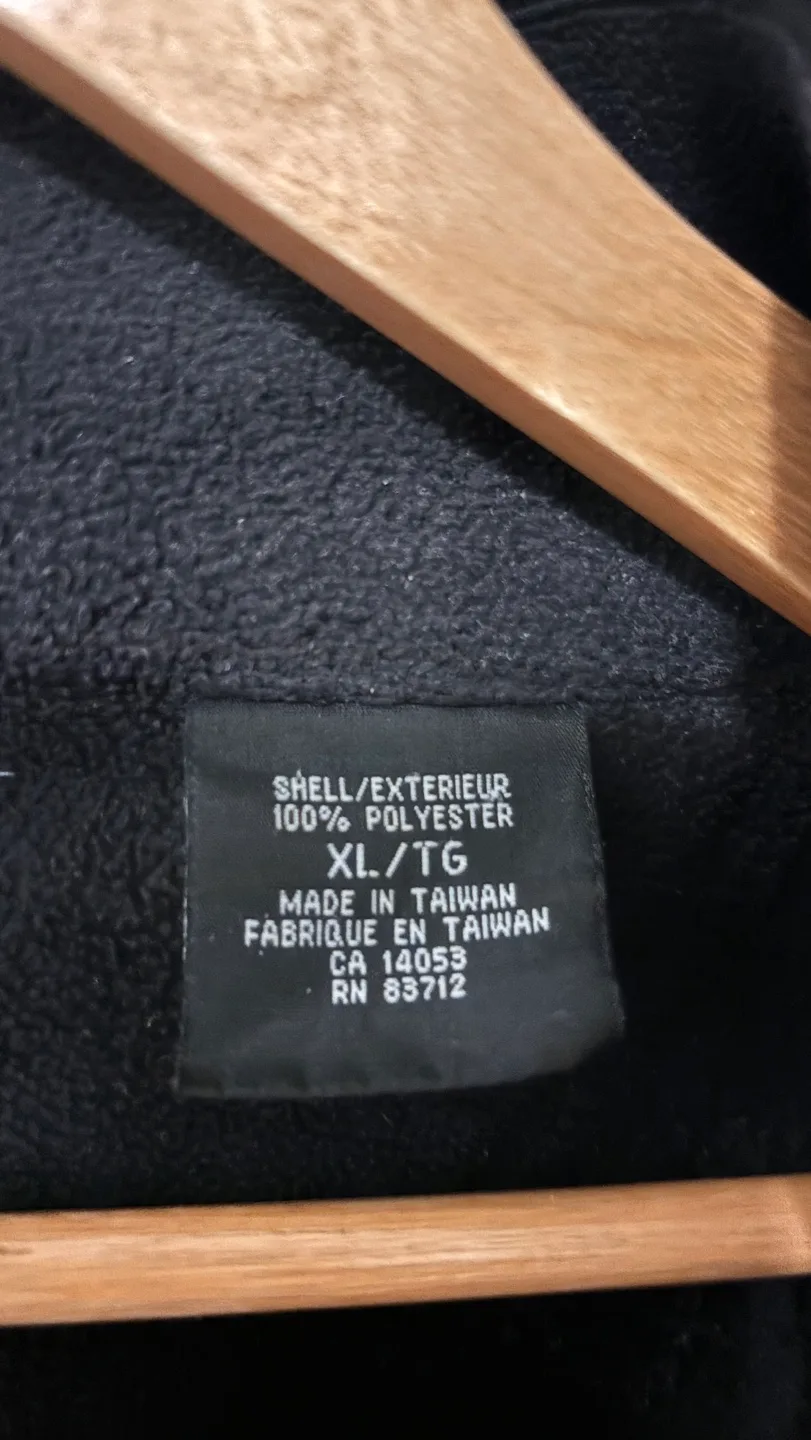 SHELL/EXTERIEUR
100% POLYESTER
XL/TG
MADE IN TAIWAN
FABRIQUE EN TAIWAN
CA 14053
RN 83712